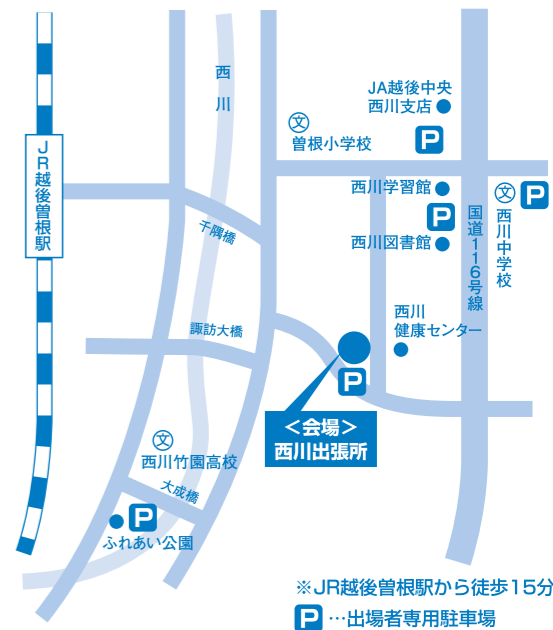 西川
JA越後中央
西川支店
P
文
曽根小学校
JR越後曽根駅
西川学習館
P
文
P
西川中学校
国道116号線
千隅橋
西川図書館
西川
健康センター
諏訪大橋
P
<会場>
西川出張所
文
西川竹園高校
大成橋
P
ふれあい公園
※JR越後曽根駅から徒歩15分
P…出場者専用駐車場